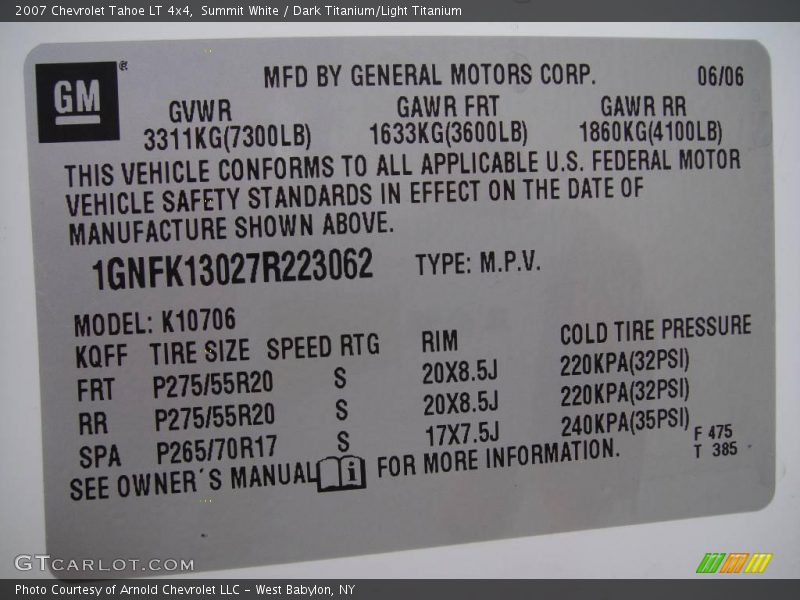 2007 Chevrolet Tahoe LT 4x4, Summit White / Dark Titanium/Light Titanium
GM®
MFD BY GENERAL MOTORS CORP. 06/06
GVWR GAWR FRT GAWR RR
3311KG(7300LB) 1633KG(3600LB) 1860KG(4100LB)
THIS VEHICLE CONFORMS TO ALL APPLICABLE U.S. FEDERAL MOTOR
VEHICLE SAFETY STANDARDS IN EFFECT ON THE DATE OF
MANUFACTURE SHOWN ABOVE.
1GNFK13027R223062 TYPE: M.P.V.
MODEL: K10706
KQFF TIRE SIZE SPEED RTG RIM COLD TIRE PRESSURE
FRT P275/55R20 S 20X8.5J 220KPA(32PSI)
RR P275/55R20 S 20X8.5J 220KPA(32PSI)
SPA P265/70R17 S 17X7.5J 240KPA(35PSI) F 475
SEE OWNER´S MANUAL i FOR MORE INFORMATION. T 385
GTCARLOT.COM
Photo Courtesy of Arnold Chevrolet LLC - West Babylon, NY